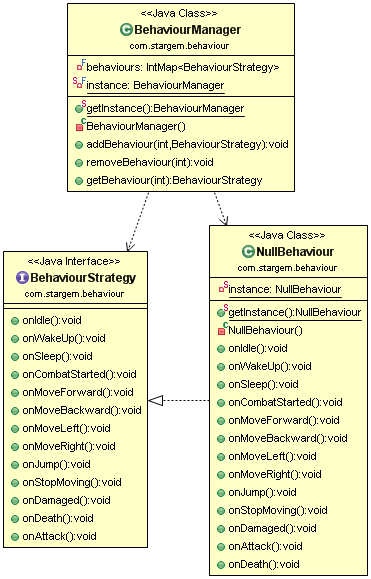 <<Java Class>>
BehaviourManager
com.stargem.behaviour
behaviours: IntMap<BehaviourStrategy>
instance: BehaviourManager
getInstance():BehaviourManager
BehaviourManager()
addBehaviour(int,BehaviourStrategy):void
removeBehaviour(int):void
getBehaviour(int):BehaviourStrategy
<<Java Interface>>
BehaviourStrategy
com.stargem.behaviour
onIdle():void
onWakeUp():void
onSleep():void
onCombatStarted():void
onMoveForward():void
onMoveBackward():void
onMoveLeft():void
onMoveRight():void
onJump():void
onStopMoving():void
onDamaged():void
onDeath():void
onAttack():void
<<Java Class>>
NullBehaviour
com.stargem.behaviour
instance: NullBehaviour
getInstance():NullBehaviour
NullBehaviour()
onIdle():void
onWakeUp():void
onSleep():void
onCombatStarted():void
onMoveForward():void
onMoveBackward():void
onMoveLeft():void
onMoveRight():void
onJump():void
onStopMoving():void
onDamaged():void
onAttack():void
onDeath():void